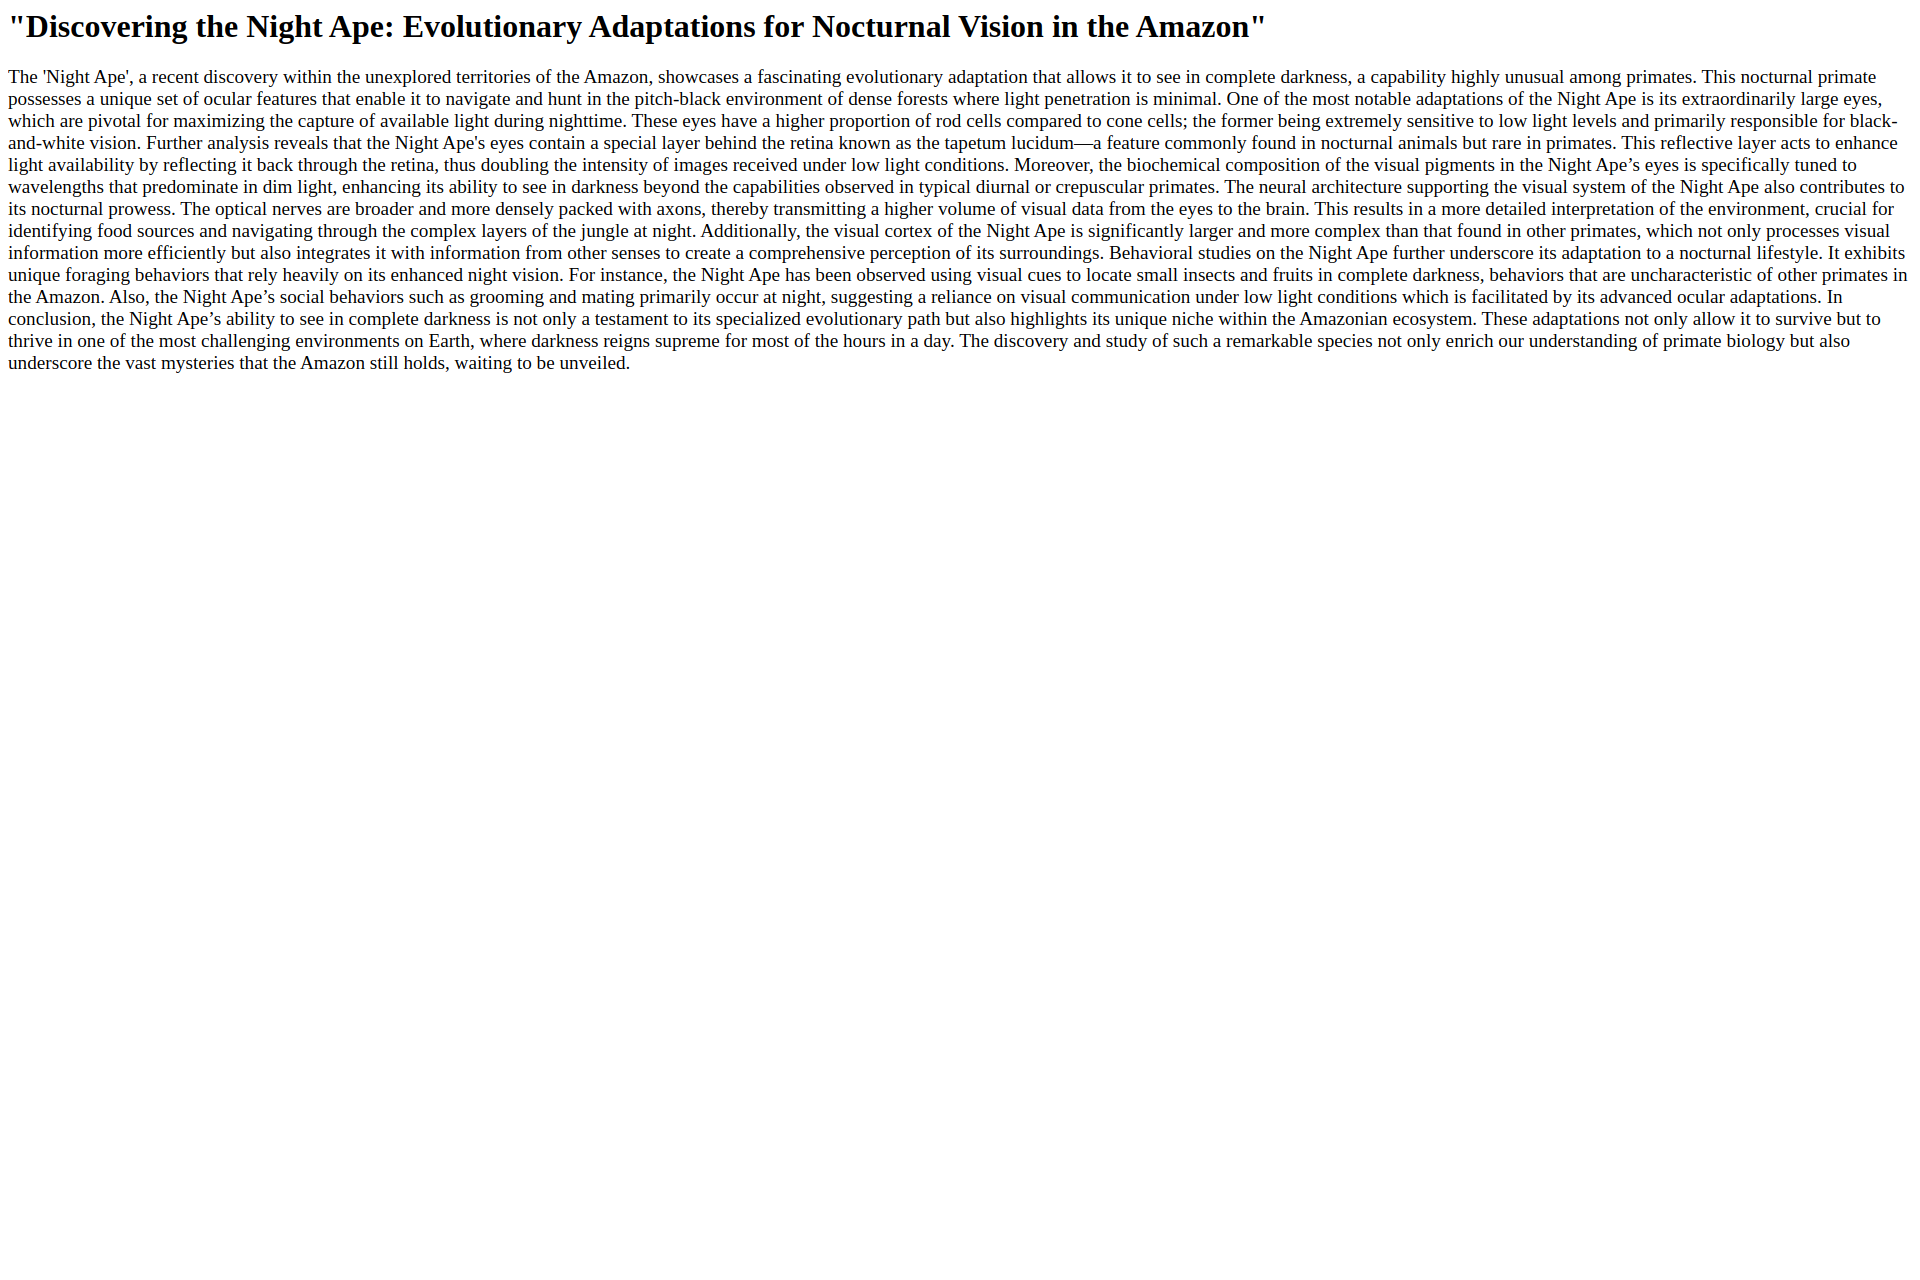 "Discovering the Night Ape: Evolutionary Adaptations for Nocturnal Vision in the Amazon"
The 'Night Ape', a recent discovery within the unexplored territories of the Amazon, showcases a fascinating evolutionary adaptation that allows it to see in complete darkness, a capability highly unusual among primates. This nocturnal primate
possesses a unique set of ocular features that enable it to navigate and hunt in the pitch-black environment of dense forests where light penetration is minimal. One of the most notable adaptations of the Night Ape is its extraordinarily large eyes,
which are pivotal for maximizing the capture of available light during nighttime. These eyes have a higher proportion of rod cells compared to cone cells; the former being extremely sensitive to low light levels and primarily responsible for black-
and-white vision. Further analysis reveals that the Night Ape's eyes contain a special layer behind the retina known as the tapetum lucidum—a feature commonly found in nocturnal animals but rare in primates. This reflective layer acts to enhance
light availability by reflecting it back through the retina, thus doubling the intensity of images received under low light conditions. Moreover, the biochemical composition of the visual pigments in the Night Ape’s eyes is specifically tuned to
wavelengths that predominate in dim light, enhancing its ability to see in darkness beyond the capabilities observed in typical diurnal or crepuscular primates. The neural architecture supporting the visual system of the Night Ape also contributes to
its nocturnal prowess. The optical nerves are broader and more densely packed with axons, thereby transmitting a higher volume of visual data from the eyes to the brain. This results in a more detailed interpretation of the environment, crucial for
identifying food sources and navigating through the complex layers of the jungle at night. Additionally, the visual cortex of the Night Ape is significantly larger and more complex than that found in other primates, which not only processes visual
information more efficiently but also integrates it with information from other senses to create a comprehensive perception of its surroundings. Behavioral studies on the Night Ape further underscore its adaptation to a nocturnal lifestyle. It exhibits
unique foraging behaviors that rely heavily on its enhanced night vision. For instance, the Night Ape has been observed using visual cues to locate small insects and fruits in complete darkness, behaviors that are uncharacteristic of other primates in
the Amazon. Also, the Night Ape’s social behaviors such as grooming and mating primarily occur at night, suggesting a reliance on visual communication under low light conditions which is facilitated by its advanced ocular adaptations. In
conclusion, the Night Ape’s ability to see in complete darkness is not only a testament to its specialized evolutionary path but also highlights its unique niche within the Amazonian ecosystem. These adaptations not only allow it to survive but to
thrive in one of the most challenging environments on Earth, where darkness reigns supreme for most of the hours in a day. The discovery and study of such a remarkable species not only enrich our understanding of primate biology but also
underscore the vast mysteries that the Amazon still holds, waiting to be unveiled.